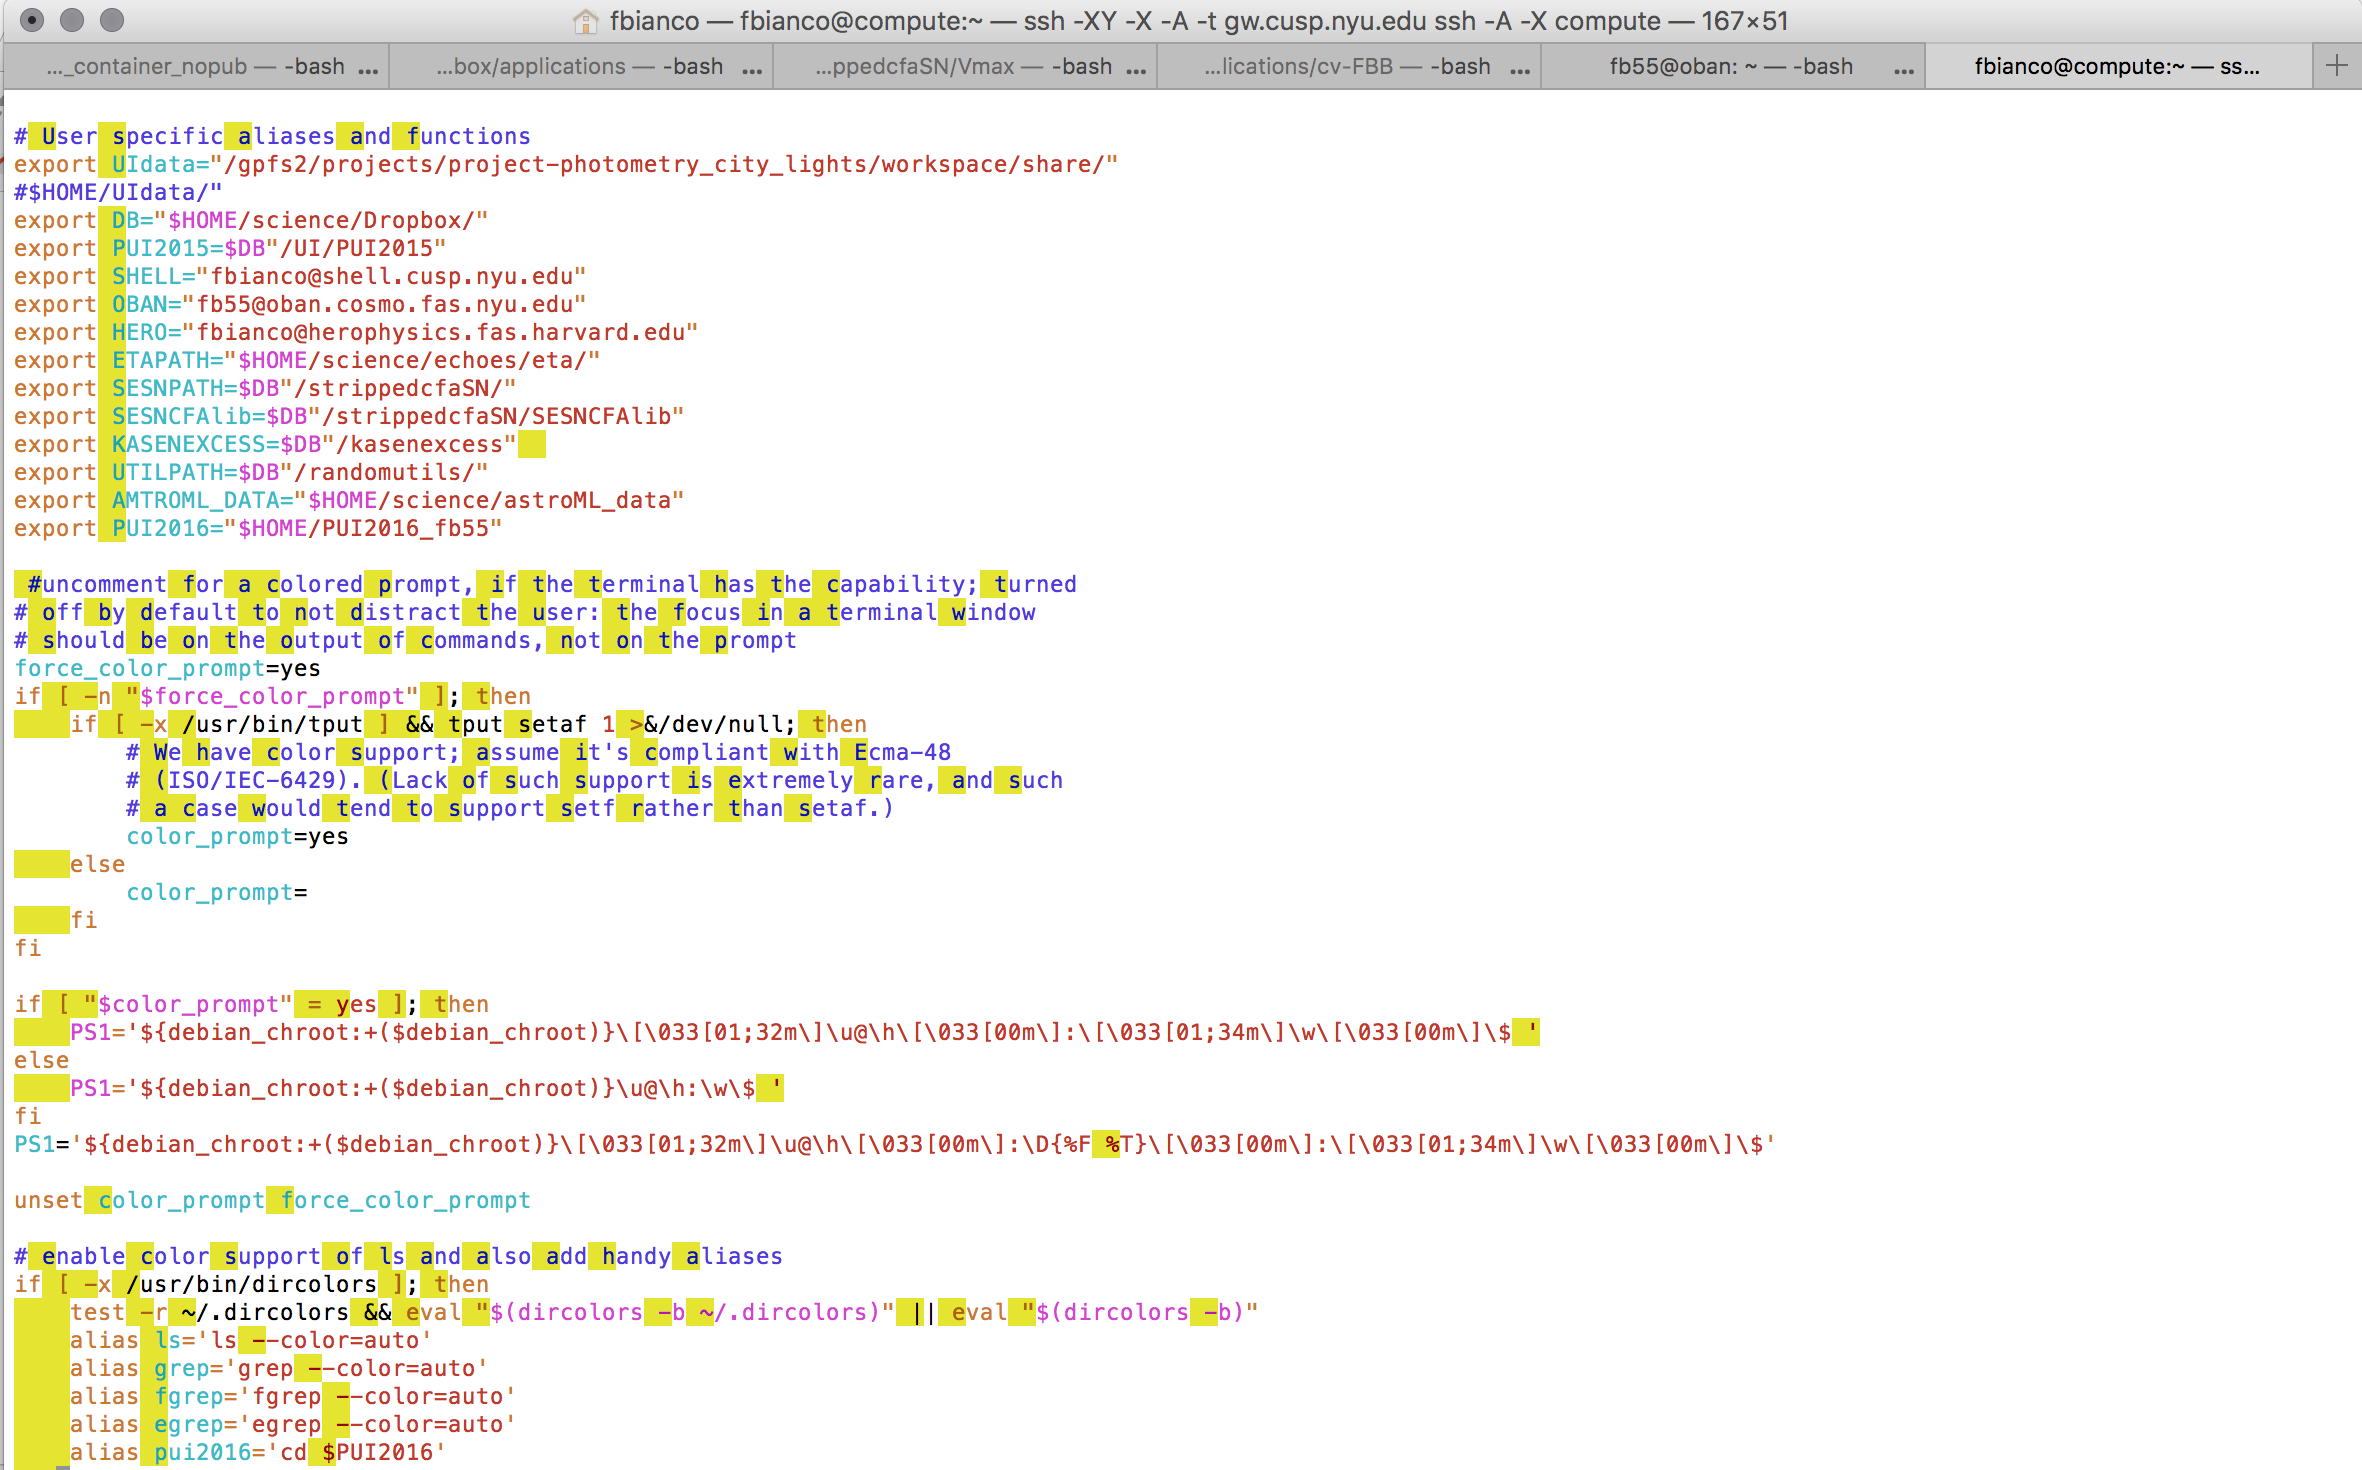 fbianco — fbianco@compute:~ — ssh -XY -X -A -t gw.cusp.nyu.edu ssh -A -X compute — 167×51
..._container_nopub — -bash ... ...box/applications — -bash ... ...ppedcfaSN/Vmax — -bash ... ...lications/cv-FBB — -bash ... fb55@oban: ~ — -bash ... fbianco@compute:~ — ss... +
# User specific aliases and functions
export UIdata="/gpfs2/projects/project-photometry_city_lights/workspace/share/"
#$HOME/UIdata/"
export DB="$HOME/science/Dropbox/"
export PUI2015=$DB"/UI/PUI2015"
export SHELL="fbianco@shell.cusp.nyu.edu"
export OBAN="fb55@oban.cosmo.fas.nyu.edu"
export HERO="fbianco@herophysics.fas.harvard.edu"
export ETAPATH="$HOME/science/echoes/eta/"
export SESNPATH=$DB"/strippedcfaSN/"
export SESNCFAlib=$DB"/strippedcfaSN/SESNCFAlib"
export KASENEXCESS=$DB"/kasenexcess"
export UTILPATH=$DB"/randomutils/"
export AMTROML_DATA="$HOME/science/astroML_data"
export PUI2016="$HOME/PUI2016_fb55"
 #uncomment for a colored prompt, if the terminal has the capability; turned
# off by default to not distract the user: the focus in a terminal window
# should be on the output of commands, not on the prompt
force_color_prompt=yes
if [ -n "$force_color_prompt" ]; then
    if [ -x /usr/bin/tput ] && tput setaf 1 >&/dev/null; then
        # We have color support; assume it's compliant with Ecma-48
        # (ISO/IEC-6429). (Lack of such support is extremely rare, and such
        # a case would tend to support setf rather than setaf.)
        color_prompt=yes
    else
        color_prompt=
    fi
fi
if [ "$color_prompt" = yes ]; then
    PS1='${debian_chroot:+($debian_chroot)}\[\033[01;32m\]\u@\h\[\033[00m\]:\[\033[01;34m\]\w\[\033[00m\]\$ '
else
    PS1='${debian_chroot:+($debian_chroot)}\u@\h:\w\$ '
fi
PS1='${debian_chroot:+($debian_chroot)}\[\033[01;32m\]\u@\h\[\033[00m\]:\D{%F %T}\[\033[00m\]:\[\033[01;34m\]\w\[\033[00m\]\$'
unset color_prompt force_color_prompt
# enable color support of ls and also add handy aliases
if [ -x /usr/bin/dircolors ]; then
    test -r ~/.dircolors && eval "$(dircolors -b ~/.dircolors)" || eval "$(dircolors -b)"
    alias ls='ls --color=auto'
    alias grep='grep --color=auto'
    alias fgrep='fgrep --color=auto'
    alias egrep='egrep --color=auto'
    alias pui2016='cd $PUI2016'